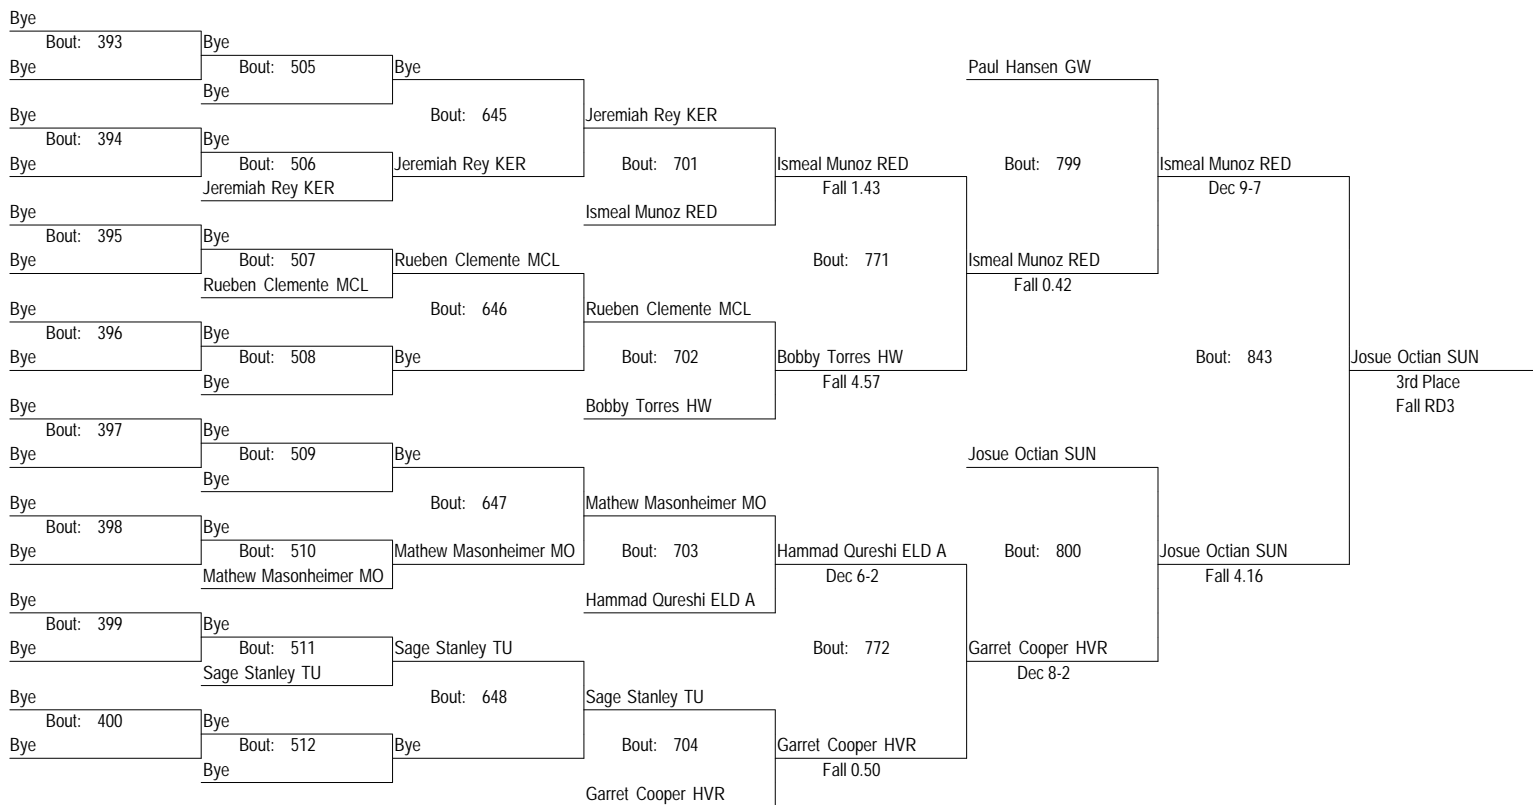 Bye
Bout: 393
Bye
Bye
Bout: 505
Bye
Bye
Paul Hansen GW
Bye
Bout: 645
Jeremiah Rey KER
Bout: 394
Bye
Bye
Bout: 506
Jeremiah Rey KER
Bout: 701
Ismeal Munoz RED
Bout: 799
Ismeal Munoz RED
Jeremiah Rey KER
Fall 1.43
Dec 9-7
Bye
Ismeal Munoz RED
Bout: 395
Bye
Bye
Bout: 507
Rueben Clemente MCL
Bout: 771
Ismeal Munoz RED
Rueben Clemente MCL
Fall 0.42
Bye
Bout: 646
Rueben Clemente MCL
Bout: 396
Bye
Bye
Bout: 508
Bye
Bout: 702
Bobby Torres HW
Bout: 843
Josue Octian SUN
Bye
Fall 4.57
3rd Place
Bye
Bobby Torres HW
Fall RD3
Bout: 397
Bye
Bye
Bout: 509
Bye
Josue Octian SUN
Bye
Bye
Bout: 647
Mathew Masonheimer MO
Bout: 398
Bye
Bye
Bout: 510
Mathew Masonheimer MO
Bout: 703
Hammad Qureshi ELD A
Bout: 800
Josue Octian SUN
Mathew Masonheimer MO
Dec 6-2
Fall 4.16
Bye
Hammad Qureshi ELD A
Bout: 399
Bye
Bye
Bout: 511
Sage Stanley TU
Bout: 772
Garret Cooper HVR
Sage Stanley TU
Dec 8-2
Bye
Bout: 648
Sage Stanley TU
Bout: 400
Bye
Bye
Bout: 512
Bye
Bout: 704
Garret Cooper HVR
Bye
Fall 0.50
Garret Cooper HVR